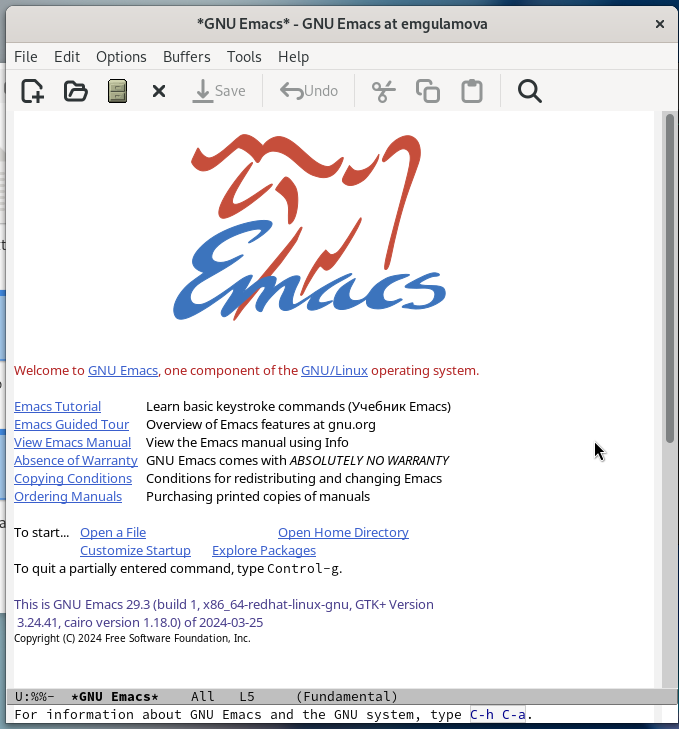 *GNU Emacs* - GNU Emacs at emgulamova
File Edit Options Buffers Tools Help
Save Undo
Emacs
Welcome to GNU Emacs, one component of the GNU/Linux operating system.
Emacs Tutorial Learn basic keystroke commands (Учебник Emacs)
Emacs Guided Tour Overview of Emacs features at gnu.org
View Emacs Manual View the Emacs manual using Info
Absence of Warranty GNU Emacs comes with ABSOLUTELY NO WARRANTY
Copying Conditions Conditions for redistributing and changing Emacs
Ordering Manuals Purchasing printed copies of manuals
To start... Open a File Open Home Directory
Customize Startup Explore Packages
To quit a partially entered command, type Control-g.
This is GNU Emacs 29.3 (build 1, x86_64-redhat-linux-gnu, GTK+ Version
3.24.41, cairo version 1.18.0) of 2024-03-25
Copyright (C) 2024 Free Software Foundation, Inc.
U:%%- *GNU Emacs* All L5 (Fundamental)
For information about GNU Emacs and the GNU system, type C-h C-a.